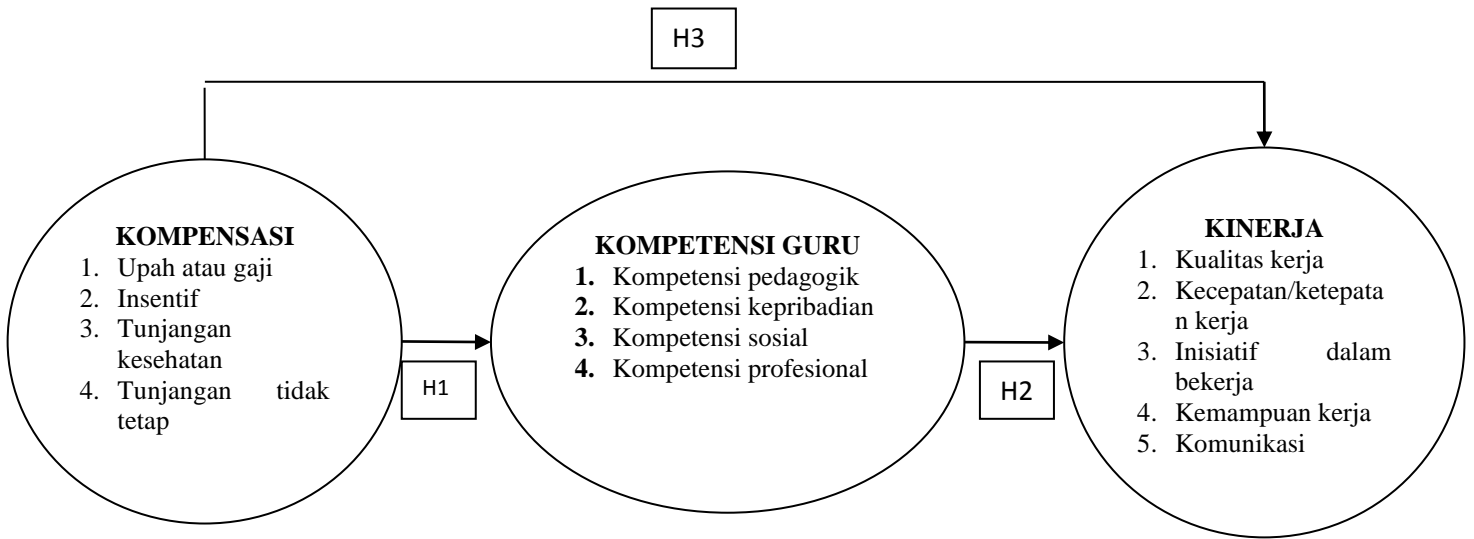 H3
KOMPENSASI
1. Upah atau gaji
2. Insentif
3. Tunjangan
kesehatan
4. Tunjangan tidak
tetap
H1
KOMPETENSI GURU
1. Kompetensi pedagogik
2. Kompetensi kepribadian
3. Kompetensi sosial
4. Kompetensi profesional
H2
KINERJA
1. Kualitas kerja
2. Kecepatan/ketepata
n kerja
3. Inisiatif dalam
bekerja
4. Kemampuan kerja
5. Komunikasi